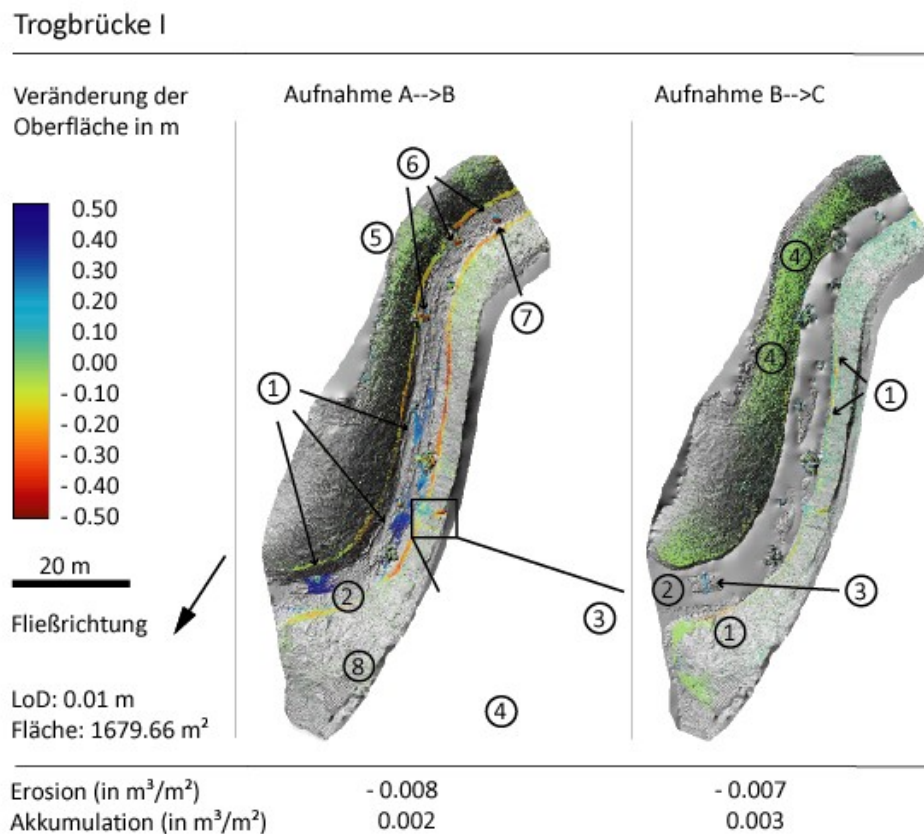 Trogbrücke I
Veränderung der
Oberfläche in m
Aufnahme A-->B
Aufnahme B-->C
0.50
0.40
0.30
0.20
0.10
0.00
- 0.10
- 0.20
- 0.30
- 0.40
- 0.50
20 m
Fließrichtung
LoD: 0.01 m
Fläche: 1679.66 m²
6
5
7
1
2
3
8
4
4
4
1
2
3
1
Erosion (in m³/m²) - 0.008 - 0.007
Akkumulation (in m³/m²) 0.002 0.003